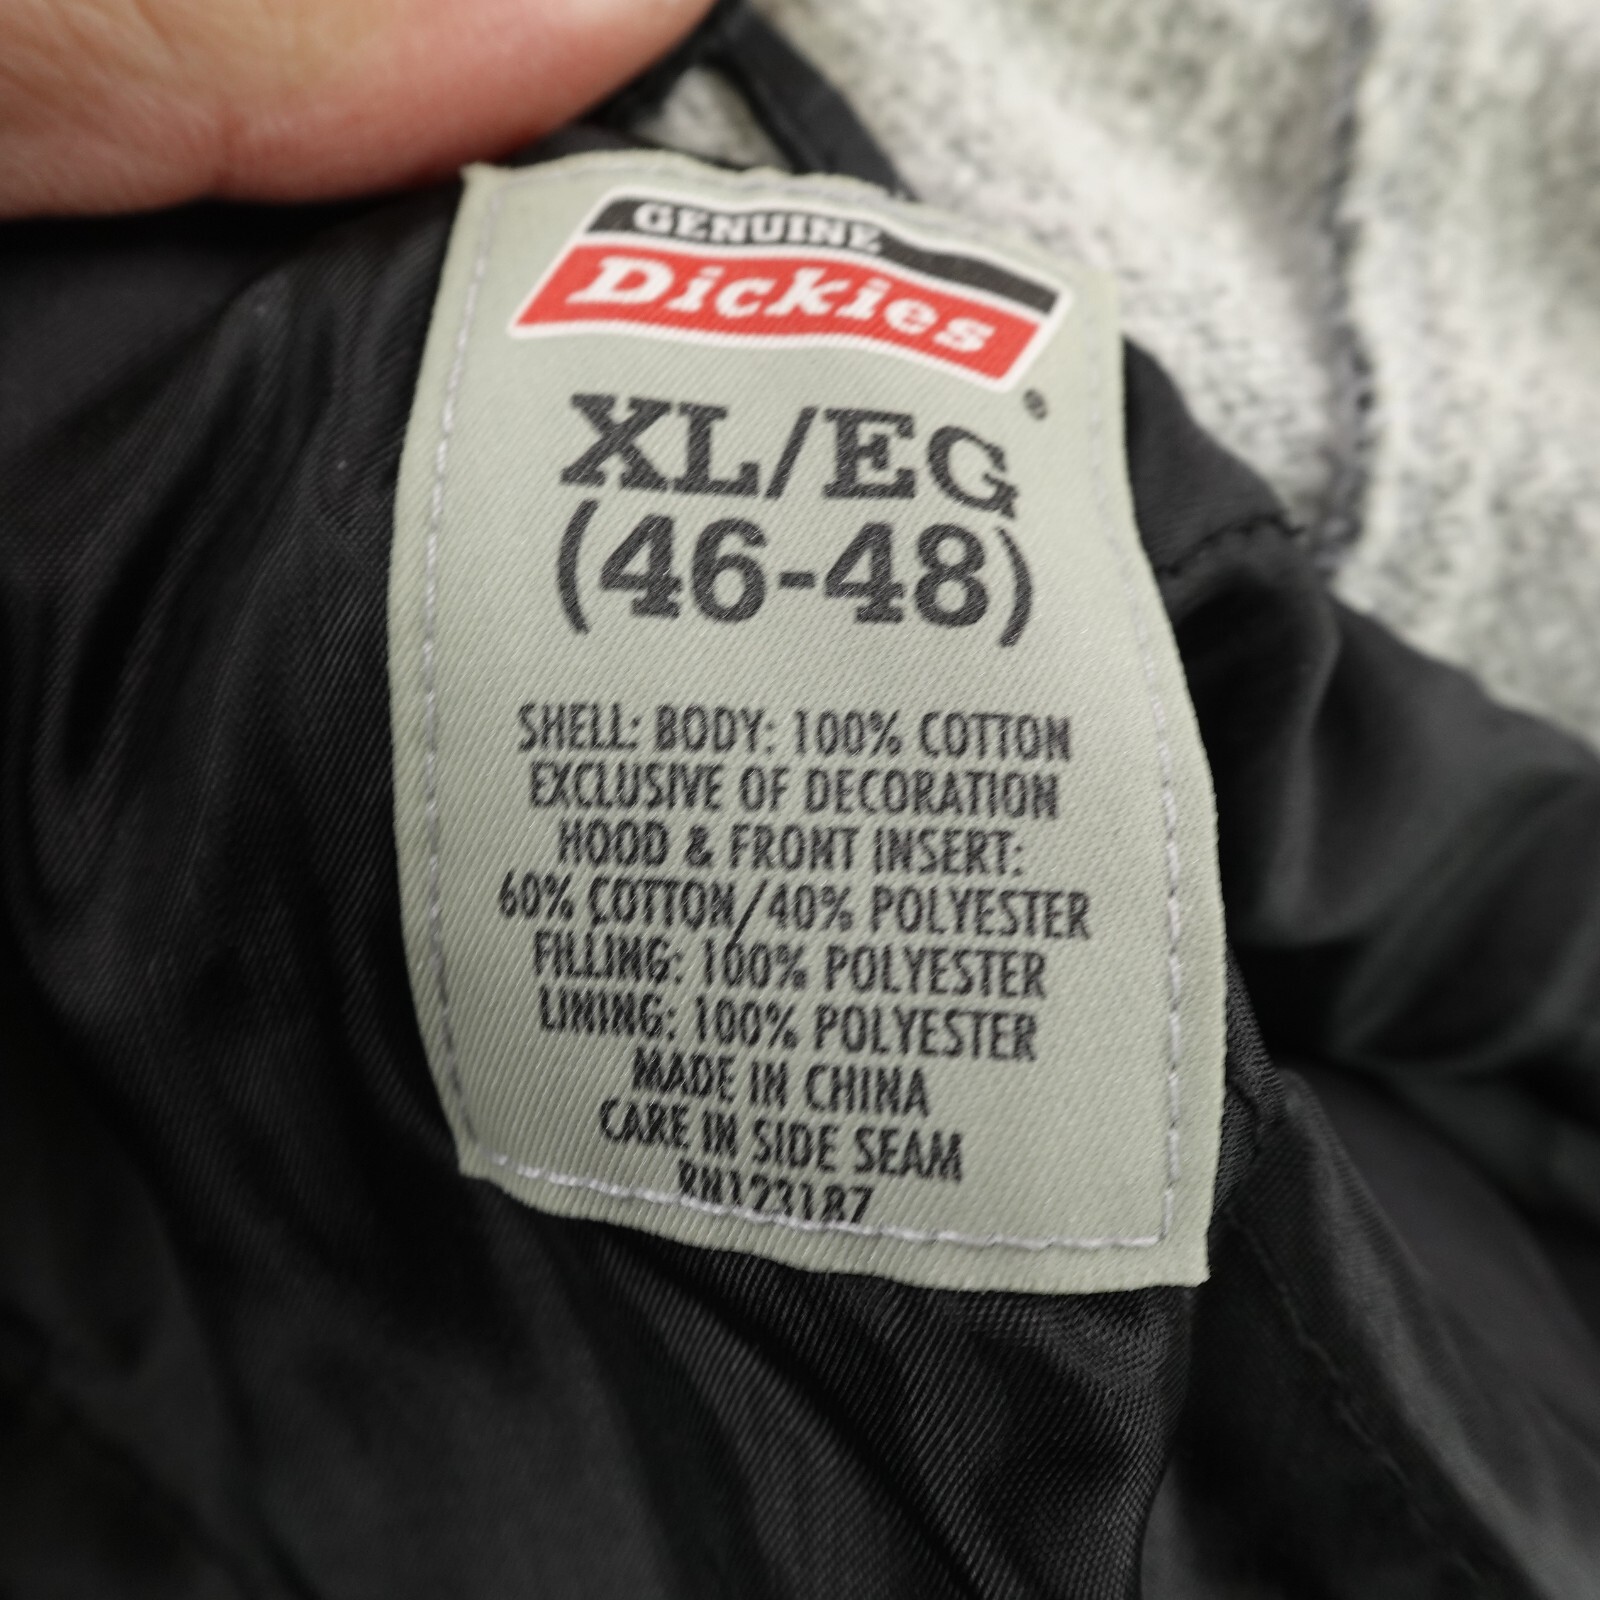 GENUINE
Dickies
®
XL/EG
(46-48)
SHELL: BODY: 100% COTTON
EXCLUSIVE OF DECORATION
HOOD & FRONT INSERT:
60% COTTON/40% POLYESTER
FILLING: 100% POLYESTER
LINING: 100% POLYESTER
MADE IN CHINA
CARE IN SIDE SEAM
RN123187